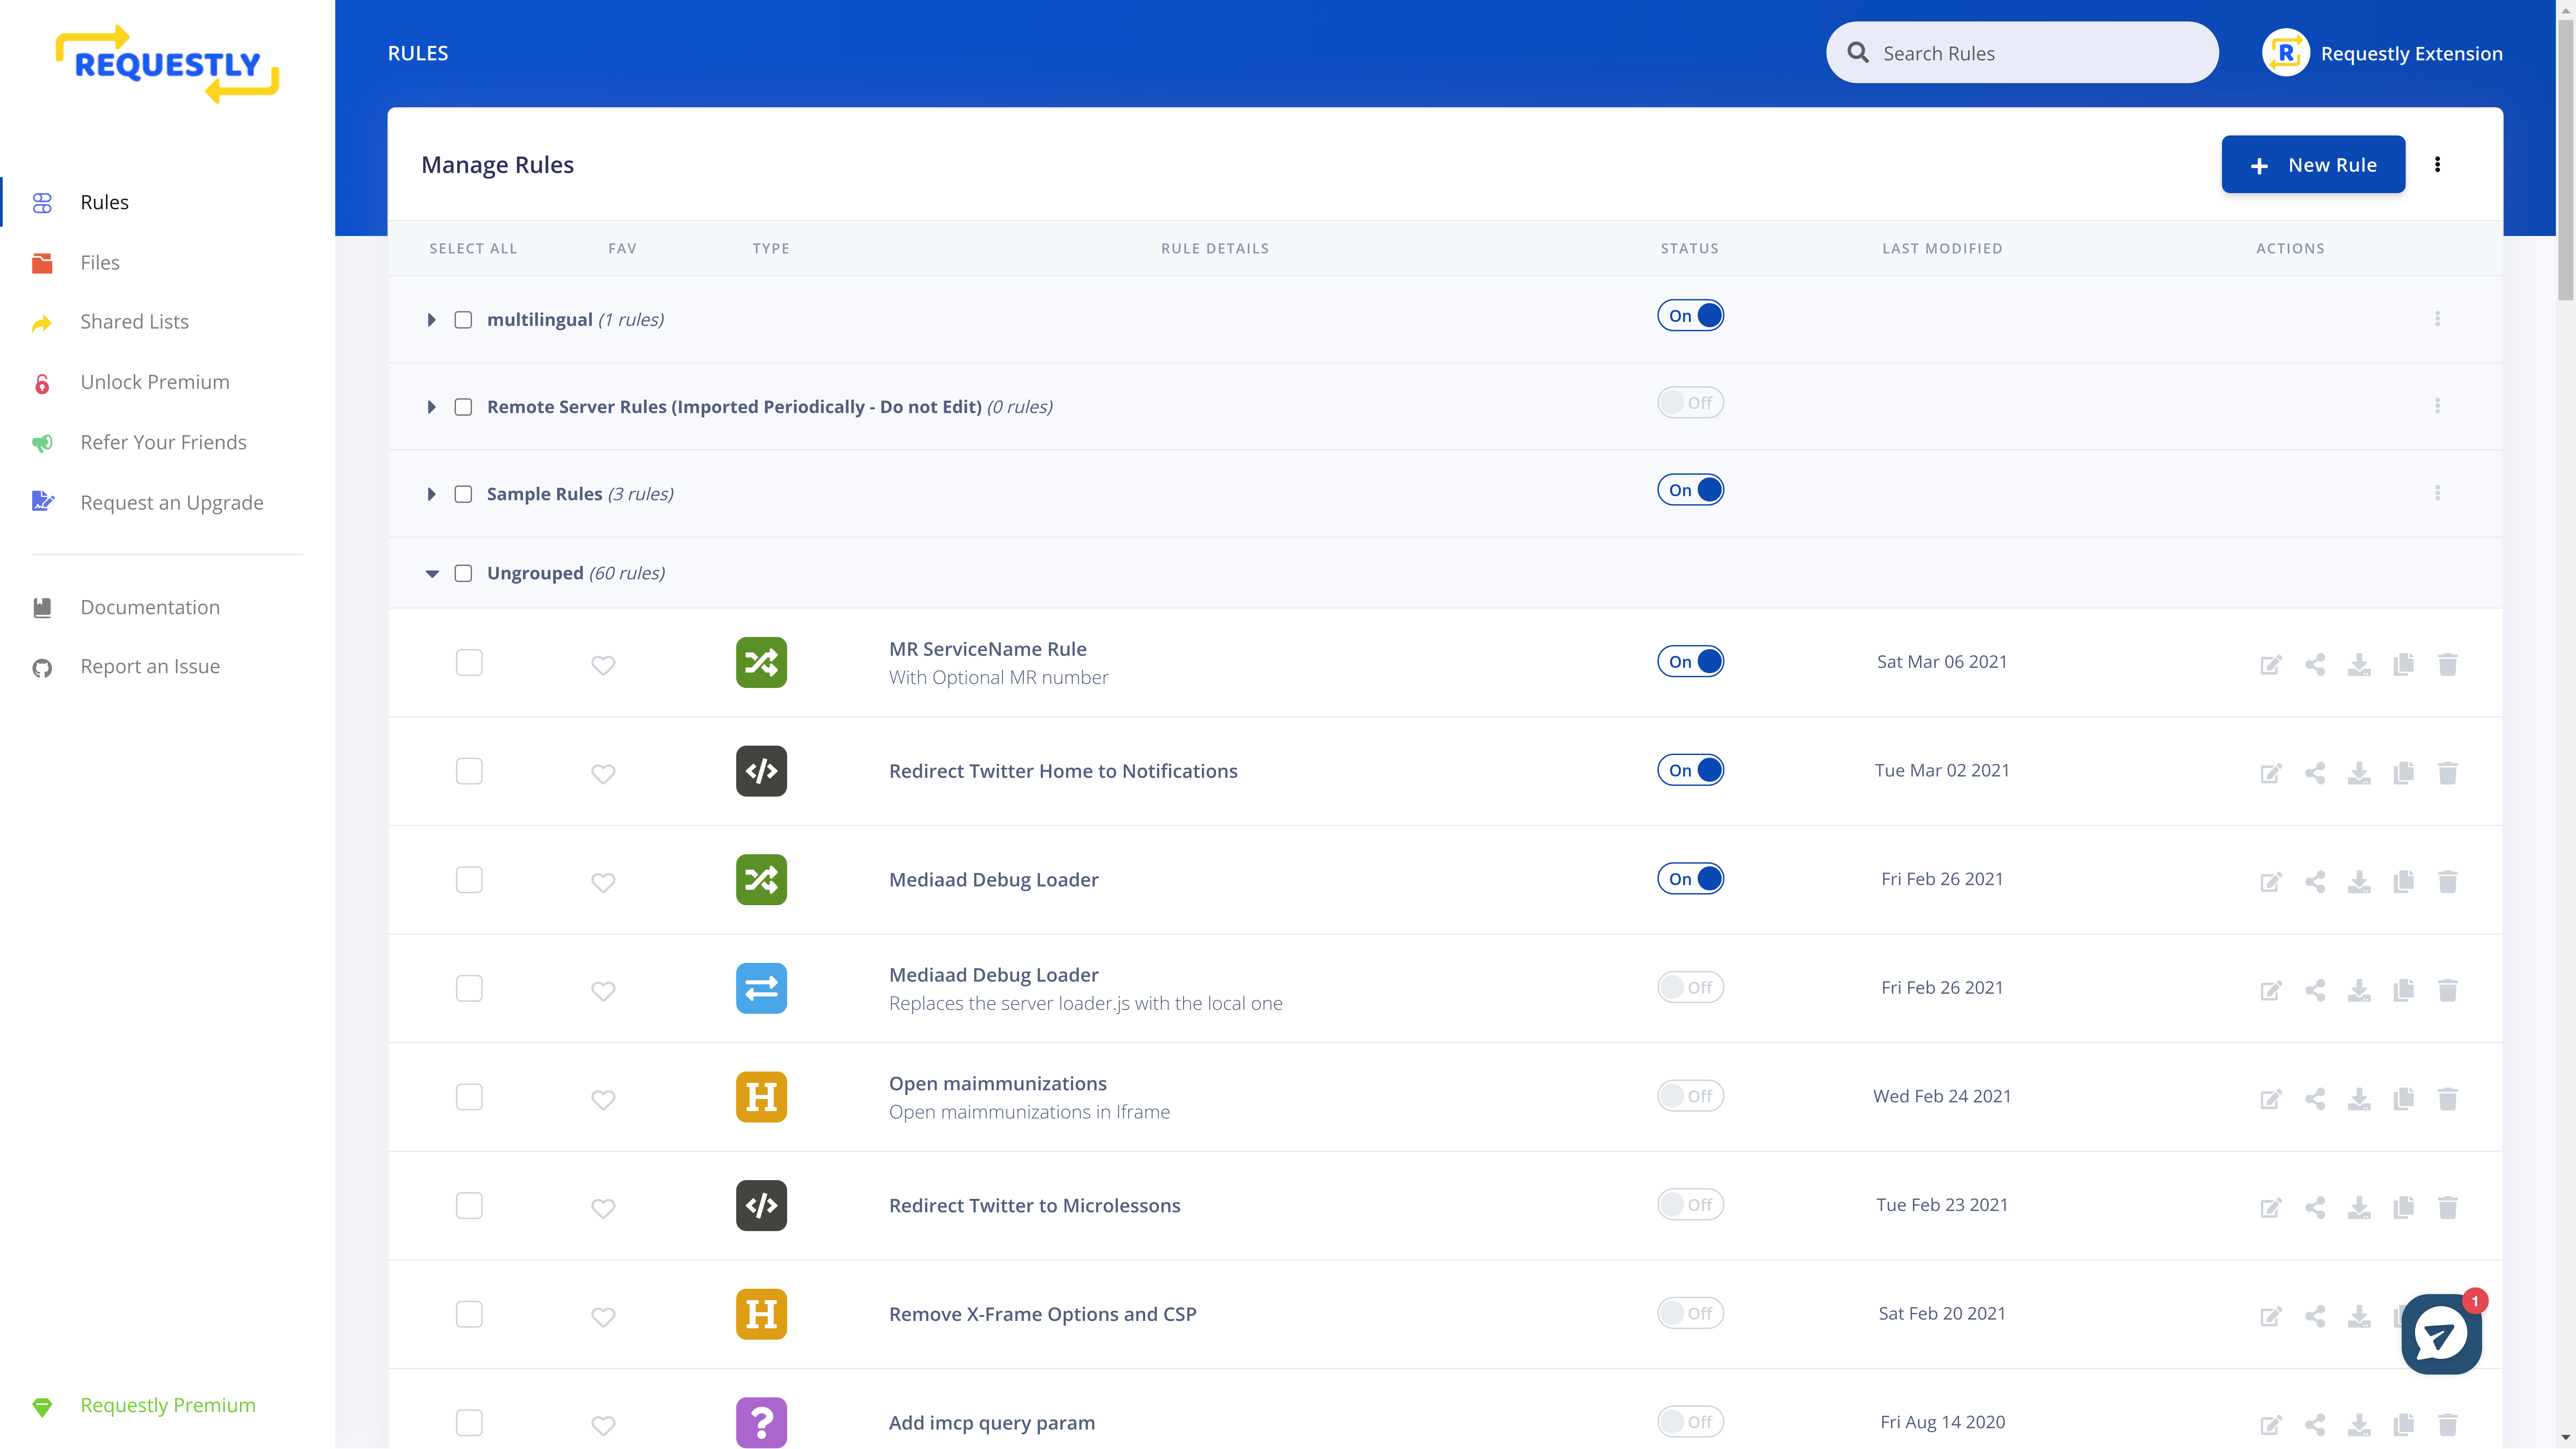 REQUESTLY
RULES
Search Rules
R
Requestly Extension
Rules
Files
Shared Lists
Unlock Premium
Refer Your Friends
Request an Upgrade
Documentation
Report an Issue
Requestly Premium
Manage Rules
New Rule
SELECT ALL FAV TYPE RULE DETAILS STATUS LAST MODIFIED ACTIONS
multilingual (1 rules) On
Remote Server Rules (Imported Periodically - Do not Edit) (0 rules) Off
Sample Rules (3 rules) On
Ungrouped (60 rules)
MR ServiceName Rule On Sat Mar 06 2021
With Optional MR number
</> Redirect Twitter Home to Notifications On Tue Mar 02 2021
Mediaad Debug Loader On Fri Feb 26 2021
Mediaad Debug Loader Off Fri Feb 26 2021
Replaces the server loader.js with the local one
H Open maimmunizations Off Wed Feb 24 2021
Open maimmunizations in Iframe
</> Redirect Twitter to Microlessons Off Tue Feb 23 2021
H Remove X-Frame Options and CSP Off Sat Feb 20 2021
1
? Add imcp query param Off Fri Aug 14 2020